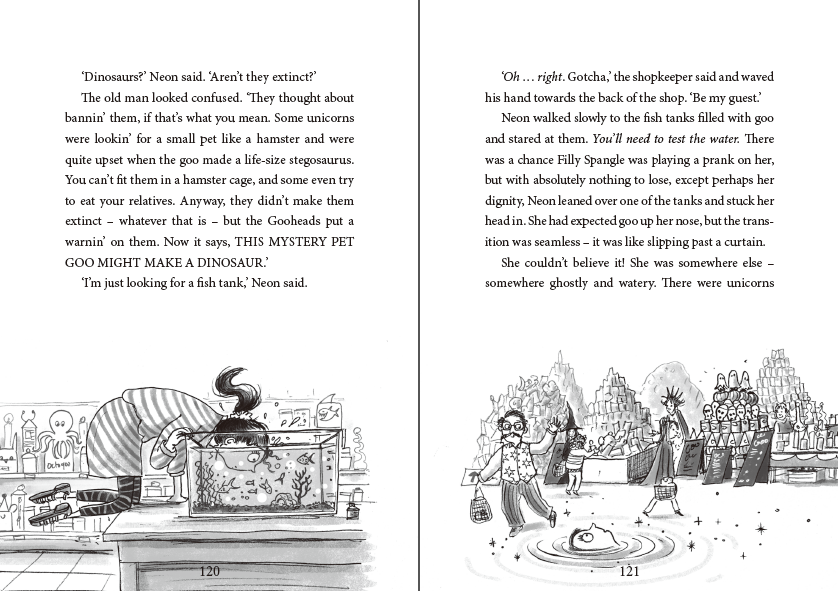 ‘Dinosaurs?’ Neon said. ‘Aren’t they extinct?’
The old man looked confused. ‘They thought about
bannin’ them, if that’s what you mean. Some unicorns
were lookin’ for a small pet like a hamster and were
quite upset when the goo made a life-size stegosaurus.
You can’t fit them in a hamster cage, and some even try
to eat your relatives. Anyway, they didn’t make them
extinct – whatever that is – but the Gooheads put a
warnin’ on them. Now it says, THIS MYSTERY PET
GOO MIGHT MAKE A DINOSAUR.’
‘I’m just looking for a fish tank,’ Neon said.
Octopus
120
‘Oh … right. Gotcha,’ the shopkeeper said and waved
his hand towards the back of the shop. ‘Be my guest.’
Neon walked slowly to the fish tanks filled with goo
and stared at them. You’ll need to test the water. There
was a chance Filly Spangle was playing a prank on her,
but with absolutely nothing to lose, except perhaps her
dignity, Neon leaned over one of the tanks and stuck her
head in. She had expected goo up her nose, but the trans-
ition was seamless – it was like slipping past a curtain.
She couldn’t believe it! She was somewhere else –
somewhere ghostly and watery. There were unicorns
121